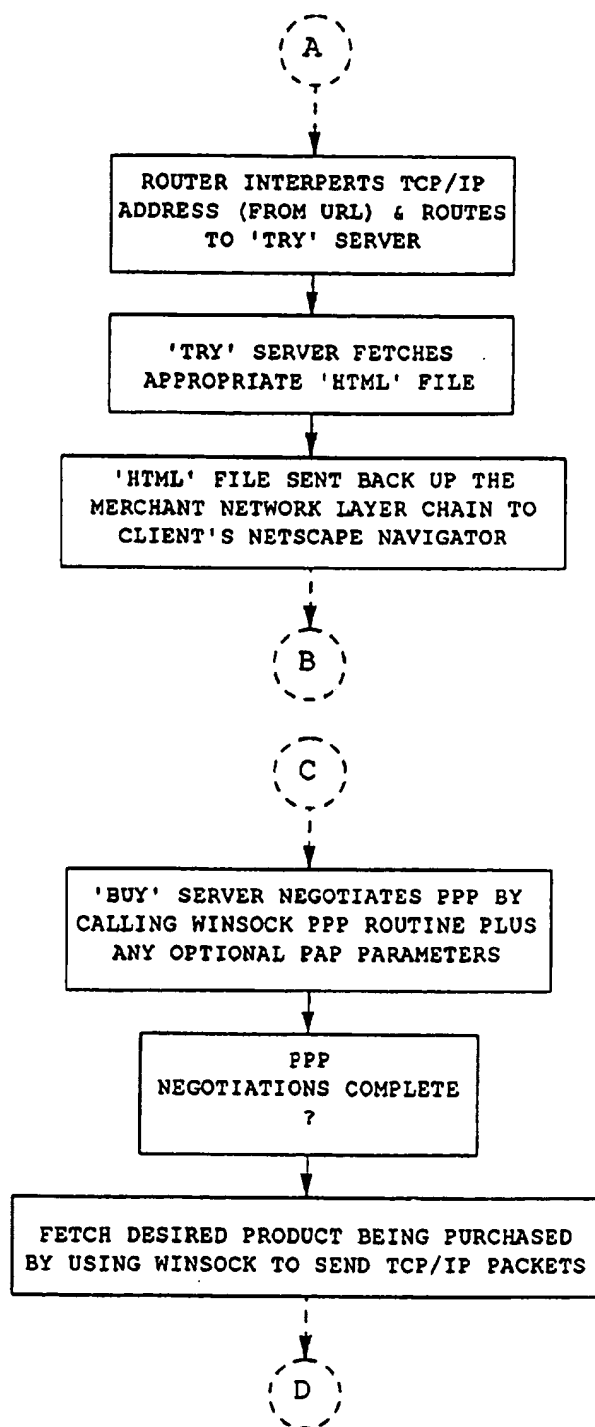 A
ROUTER INTERPERTS TCP/IP
ADDRESS (FROM URL) & ROUTES
TO 'TRY' SERVER
'TRY' SERVER FETCHES
APPROPRIATE 'HTML' FILE
'HTML' FILE SENT BACK UP THE
MERCHANT NETWORK LAYER CHAIN TO
CLIENT'S NETSCAPE NAVIGATOR
B
C
'BUY' SERVER NEGOTIATES PPP BY
CALLING WINSOCK PPP ROUTINE PLUS
ANY OPTIONAL PAP PARAMETERS
PPP
NEGOTIATIONS COMPLETE
?
FETCH DESIRED PRODUCT BEING PURCHASED
BY USING WINSOCK TO SEND TCP/IP PACKETS
D